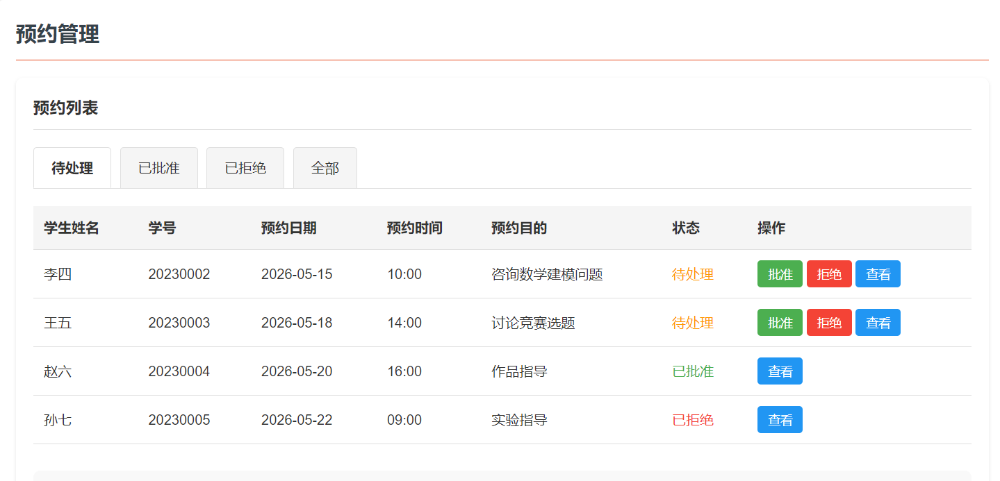 预约管理
预约列表
待处理 已批准 已拒绝 全部
学生姓名 学号 预约日期 预约时间 预约目的 状态 操作
李四 20230002 2026-05-15 10:00 咨询数学建模问题 待处理 批准 拒绝 查看
王五 20230003 2026-05-18 14:00 讨论竞赛选题 待处理 批准 拒绝 查看
赵六 20230004 2026-05-20 16:00 作品指导 已批准 查看
孙七 20230005 2026-05-22 09:00 实验指导 已拒绝 查看